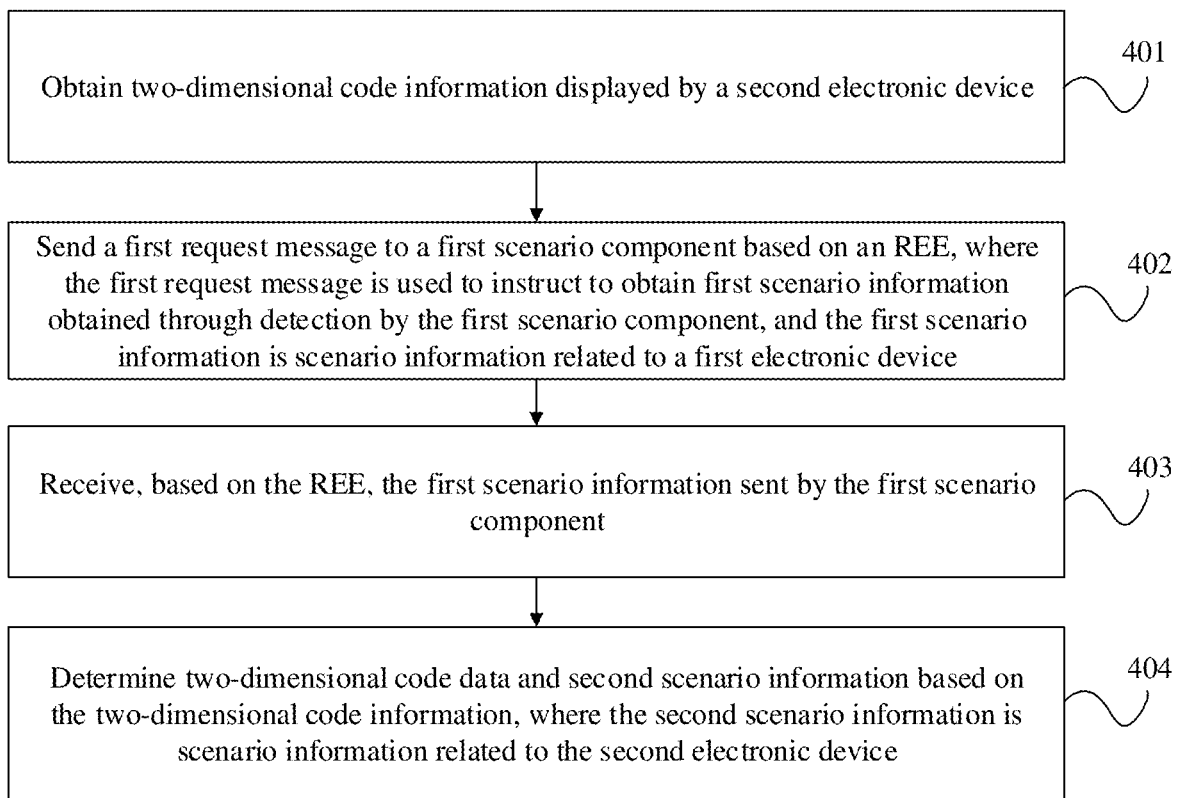 Obtain two-dimensional code information displayed by a second electronic device
401
Send a first request message to a first scenario component based on an REE, where
the first request message is used to instruct to obtain first scenario information
obtained through detection by the first scenario component, and the first scenario
information is scenario information related to a first electronic device
402
Receive, based on the REE, the first scenario information sent by the first scenario
component
403
Determine two-dimensional code data and second scenario information based on
the two-dimensional code information, where the second scenario information is
scenario information related to the second electronic device
404